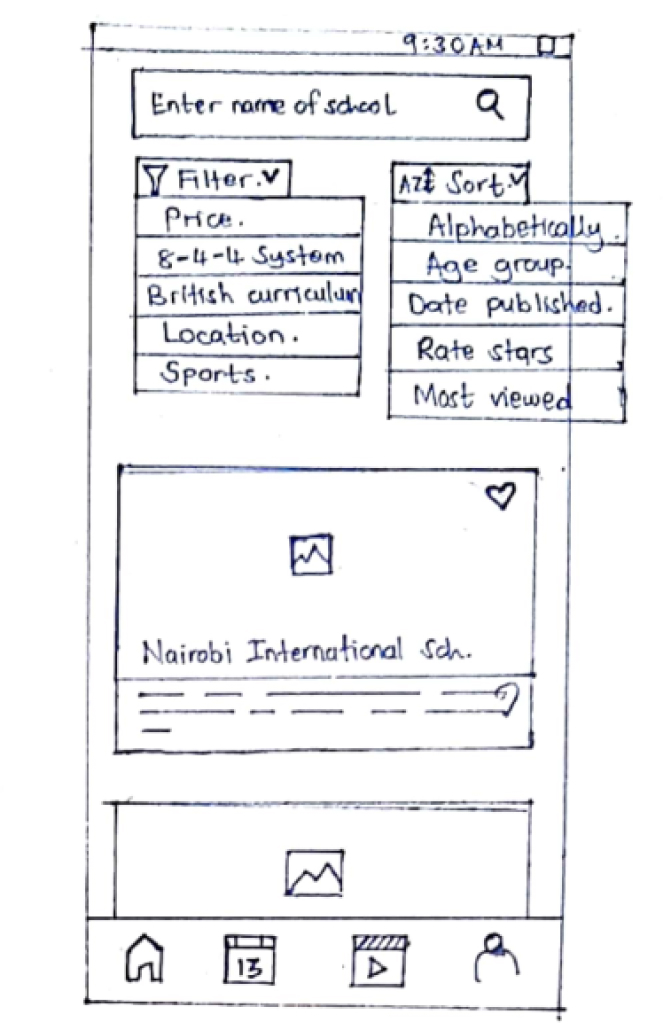 9:30AM
Enter name of school
Filter.
Price.
8-4-4 System
British curriculum
Location.
Sports.
AZ Sort.
Alphabetically.
Age group.
Date published.
Rate stars
Most viewed
Nairobi International Sch.
13